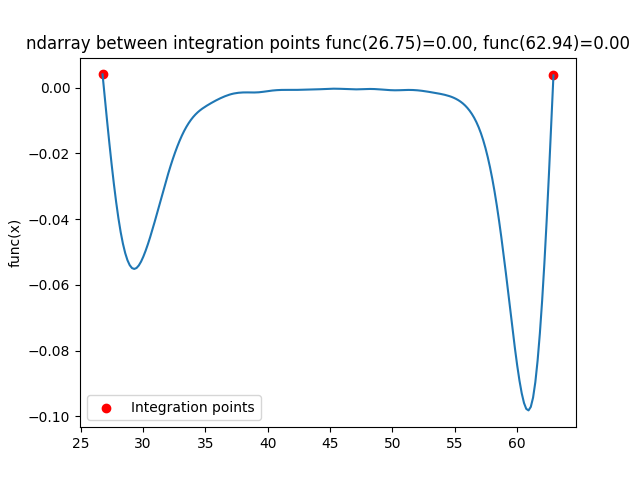 ndarray between integration points func(26.75)=0.00, func(62.94)=0.00
0.00
−0.02
−0.04
−0.06
−0.08
−0.10
func(x)
Integration points
25 30 35 40 45 50 55 60